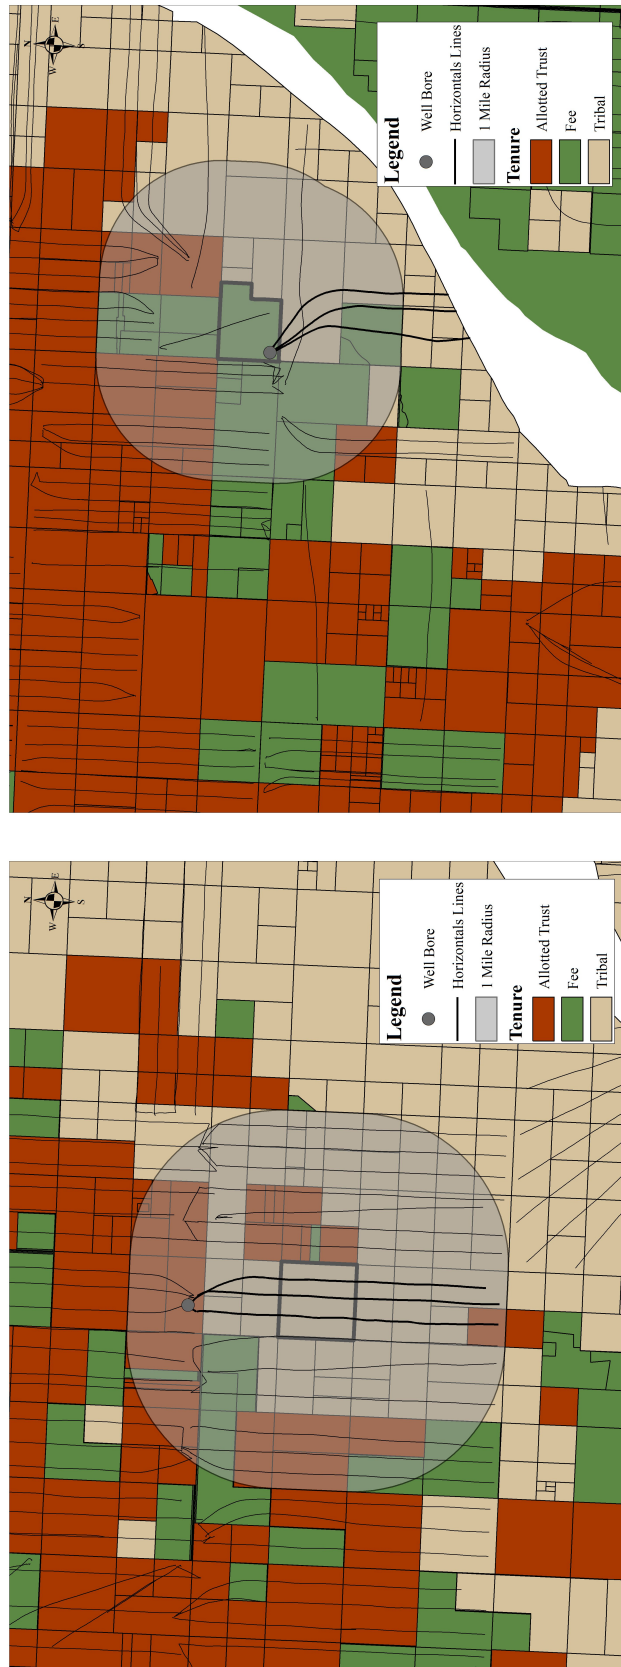 N
E
S
W
Legend
Well Bore
Horizontals Lines
1 Mile Radius
Tenure
Allotted Trust
Fee
Tribal
N
E
S
W
Legend
Well Bore
Horizontals Lines
1 Mile Radius
Tenure
Allotted Trust
Fee
Tribal